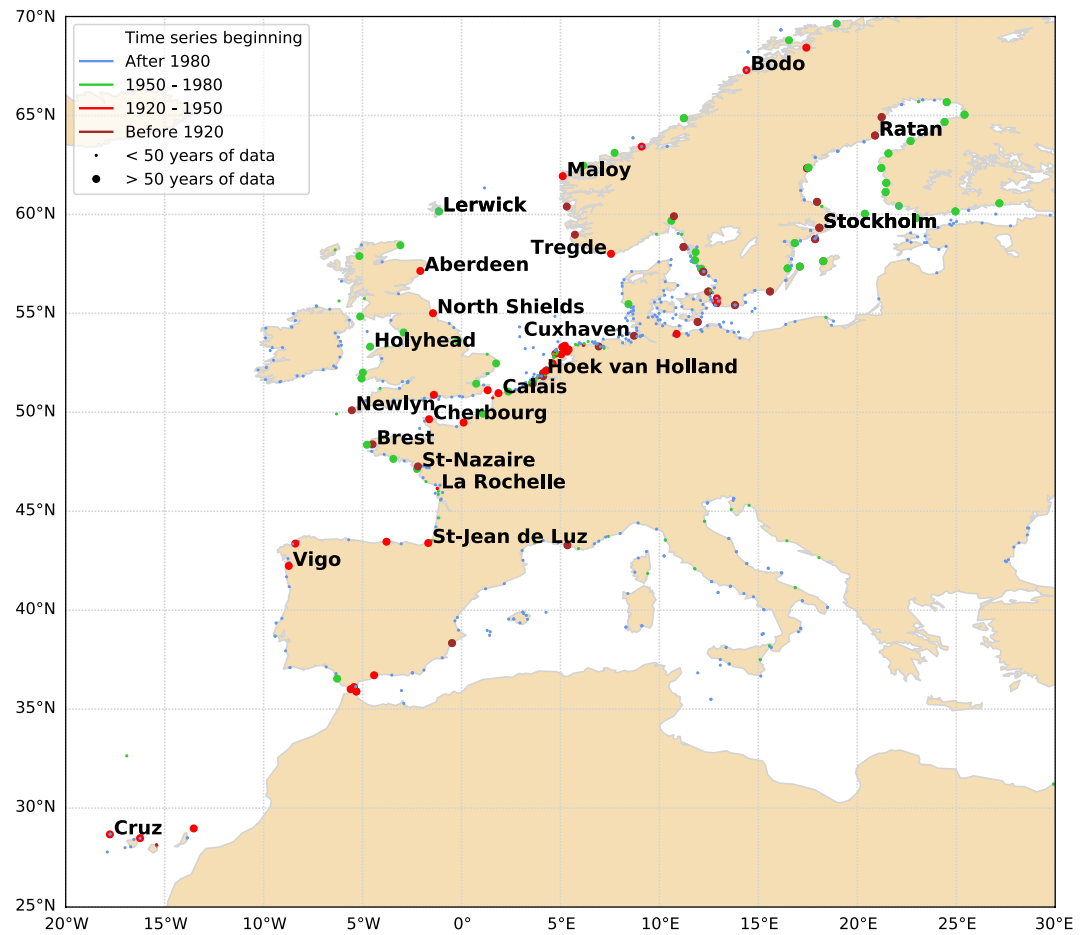 70°N
Time series beginning
After 1980
1950 - 1980
1920 - 1950
Before 1920
< 50 years of data
> 50 years of data
Bodo
65°N
Ratan
Maloy
Lerwick
60°N
Stockholm
Tregde
Aberdeen
North Shields
55°N
Cuxhaven
Holyhead
Hoek van Holland
Calais
Newlyn
Cherbourg
50°N
Brest
St-Nazaire
La Rochelle
45°N
St-Jean de Luz
Vigo
40°N
35°N
30°N
Cruz
25°N
20°W 15°W 10°W 5°W 0° 5°E 10°E 15°E 20°E 25°E 30°E